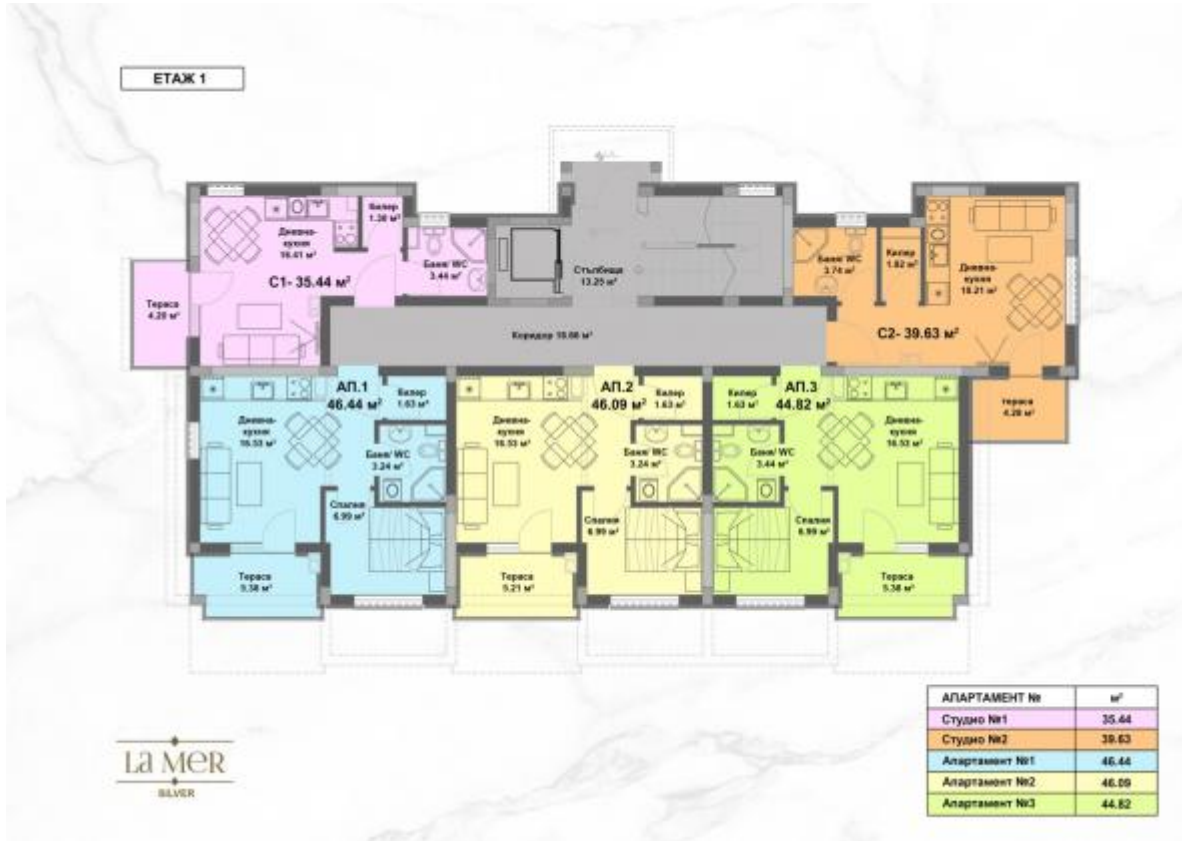 ЕТАЖ 1
Килер
1.30 м²
Дневна-
кухня
16.41 м²
С1- 35.44 м²
Баня/ WC
3.44 м²
Тераса
4.20 м²
Стълбище
13.25 м²
Коридор
Баня/ WC
3.74 м²
Килер
1.82 м²
Дневна-
кухня
18.21 м²
С2- 39.63 м²
тераса
4.20 м²
АП.1
46.44 м²
Килер
1.63 м²
Дневна-
кухня
16.53 м²
Баня/ WC
3.24 м²
Спалня
6.99 м²
Тераса
5.38 м²
АП.2
46.09 м²
Килер
1.63 м²
Дневна-
кухня
16.53 м²
Баня/ WC
3.24 м²
Спалня
6.99 м²
Тераса
5.21 м²
Килер
1.63 м²
АП.3
44.82 м²
Дневна-
кухня
16.53 м²
Баня/ WC
3.44 м²
Спалня
6.99 м²
Тераса
5.38 м²
АПАРТАМЕНТ № м²
Студио №1 35.44
Студио №2 39.63
Апартамент №1 46.44
Апартамент №2 46.09
Апартамент №3 44.82
La MeR
SILVER